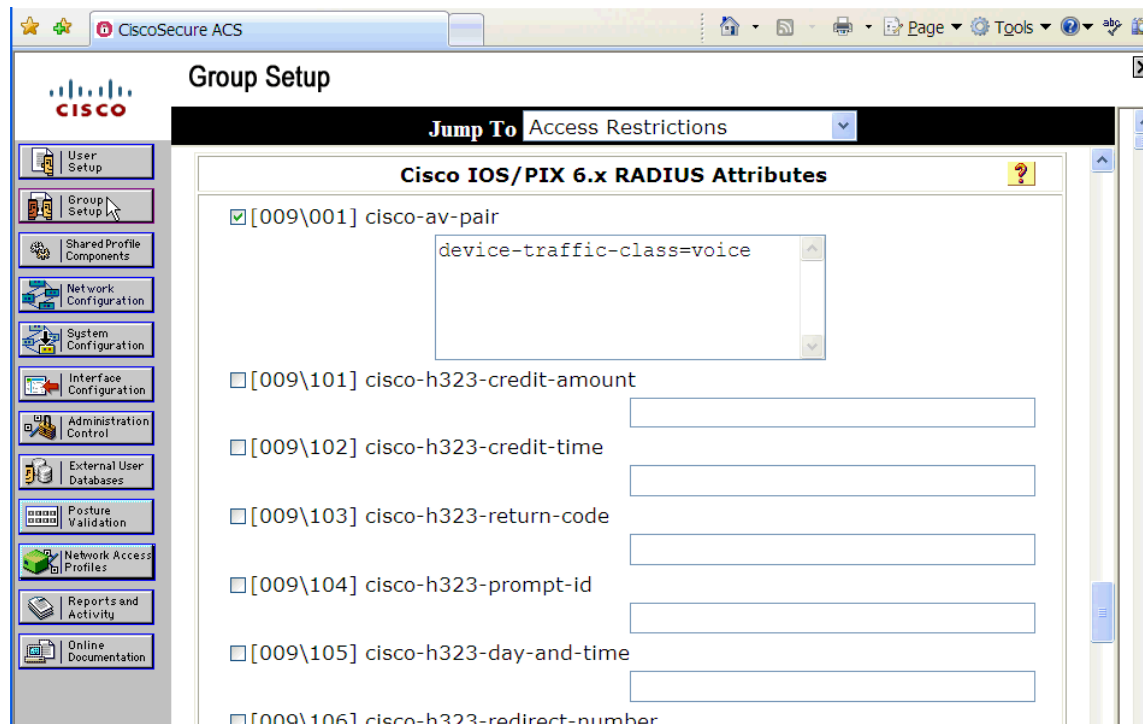 CiscoSecure ACS
Page
Tools
abc
CISCO
Group Setup
Jump To Access Restrictions
User
Setup
Group
Setup
Shared Profile
Components
Network
Configuration
System
Configuration
Interface
Configuration
Administration
Control
External User
Databases
Posture
Validation
Network Access
Profiles
Reports and
Activity
Online
Documentation
Cisco IOS/PIX 6.x RADIUS Attributes
?
[009\001] cisco-av-pair
device-traffic-class=voice
[009\101] cisco-h323-credit-amount
[009\102] cisco-h323-credit-time
[009\103] cisco-h323-return-code
[009\104] cisco-h323-prompt-id
[009\105] cisco-h323-day-and-time
[009\106] cisco-h323-redirect-number